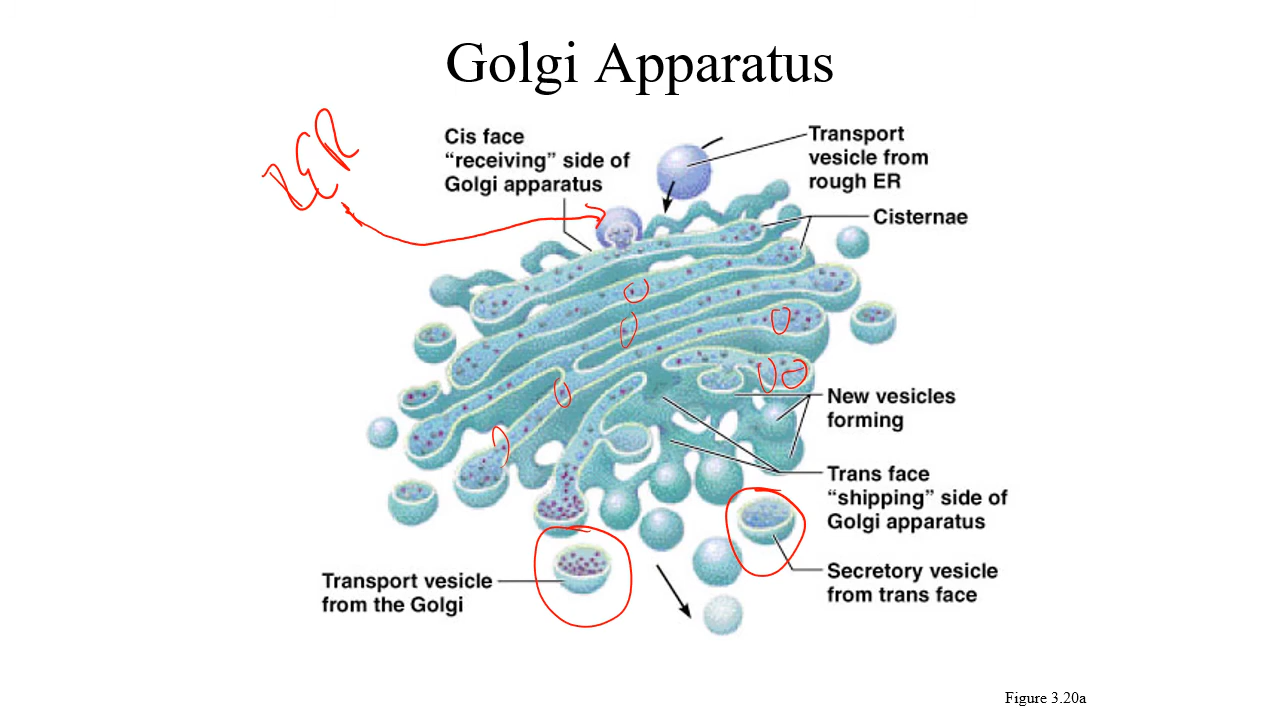 Golgi Apparatus
RER
Cis face
“receiving” side of
Golgi apparatus
Transport
vesicle from
rough ER
Cisternae
New vesicles
forming
Trans face
“shipping” side of
Golgi apparatus
Secretory vesicle
from trans face
Transport vesicle
from the Golgi
Figure 3.20a